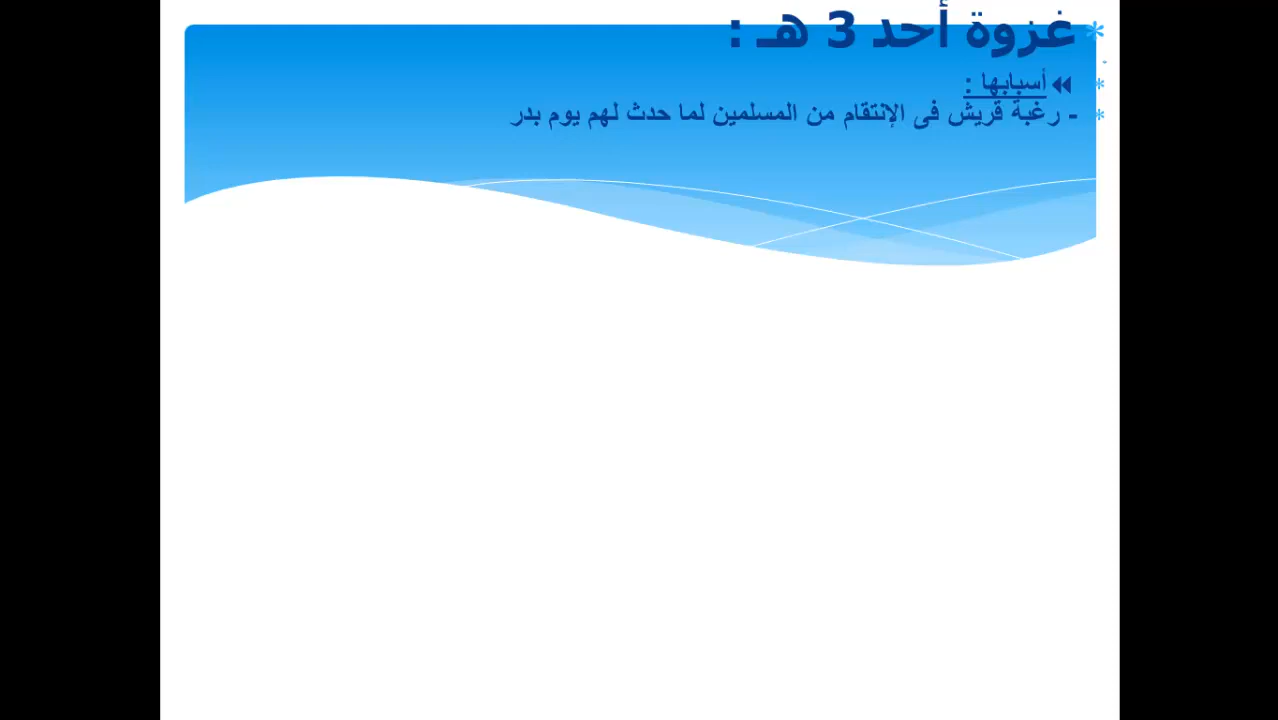 * غزوة أحد 3 هـ :
* ◂◂ أسبابها :
* - رغبة قريش فى الإنتقام من المسلمين لما حدث لهم يوم بدر